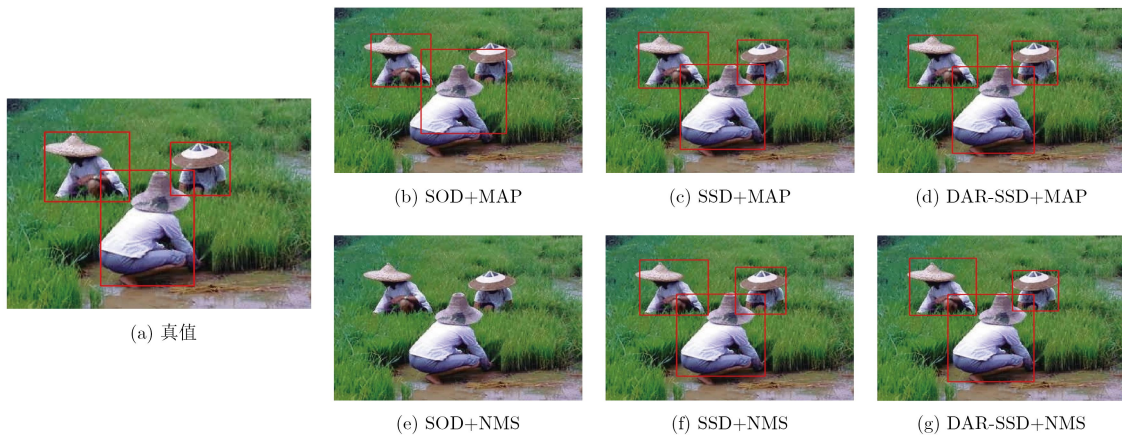 (a) 真值
(b) SOD+MAP
(c) SSD+MAP
(d) DAR-SSD+MAP
(e) SOD+NMS
(f) SSD+NMS
(g) DAR-SSD+NMS